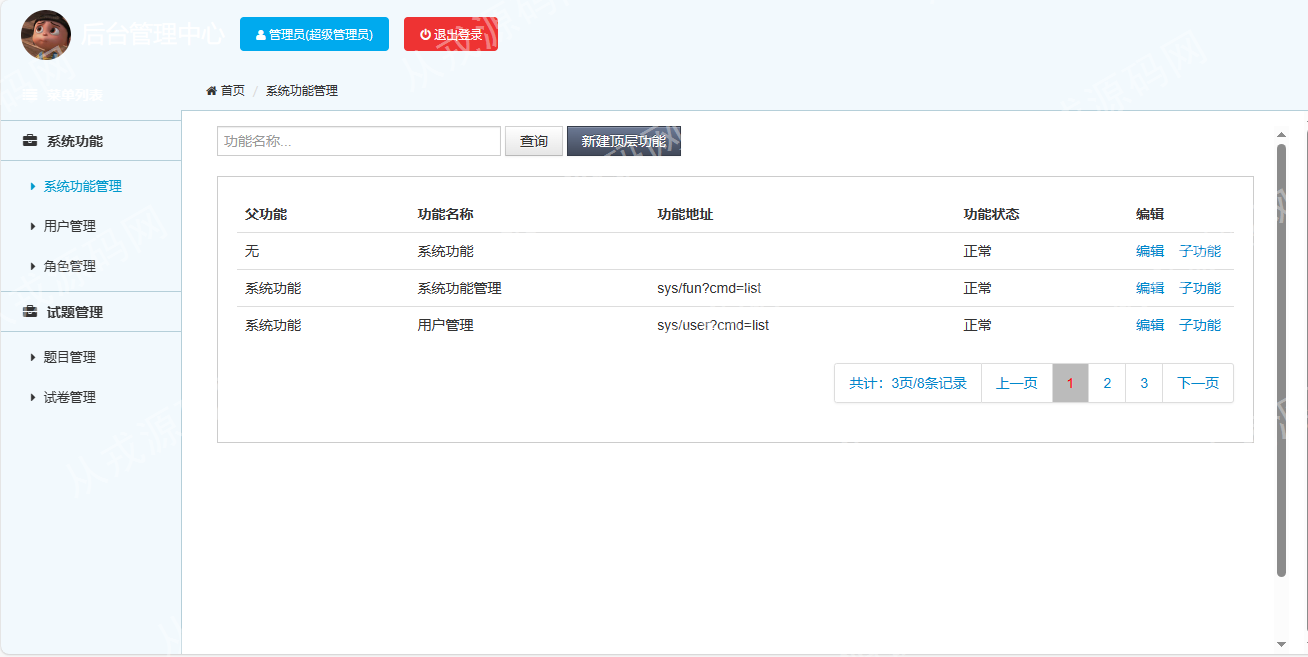 后台管理中心 管理员(超级管理员) 退出登录
菜单列表 首页 / 系统功能管理
系统功能
系统功能管理
用户管理
角色管理
试题管理
题目管理
试卷管理
功能名称... 查询 新建顶层功能
父功能 功能名称 功能地址 功能状态 编辑
无 系统功能 正常 编辑 子功能
系统功能 系统功能管理 sys/fun?cmd=list 正常 编辑 子功能
系统功能 用户管理 sys/user?cmd=list 正常 编辑 子功能
共计：3页/8条记录 上一页 1 2 3 下一页
从戎源码网